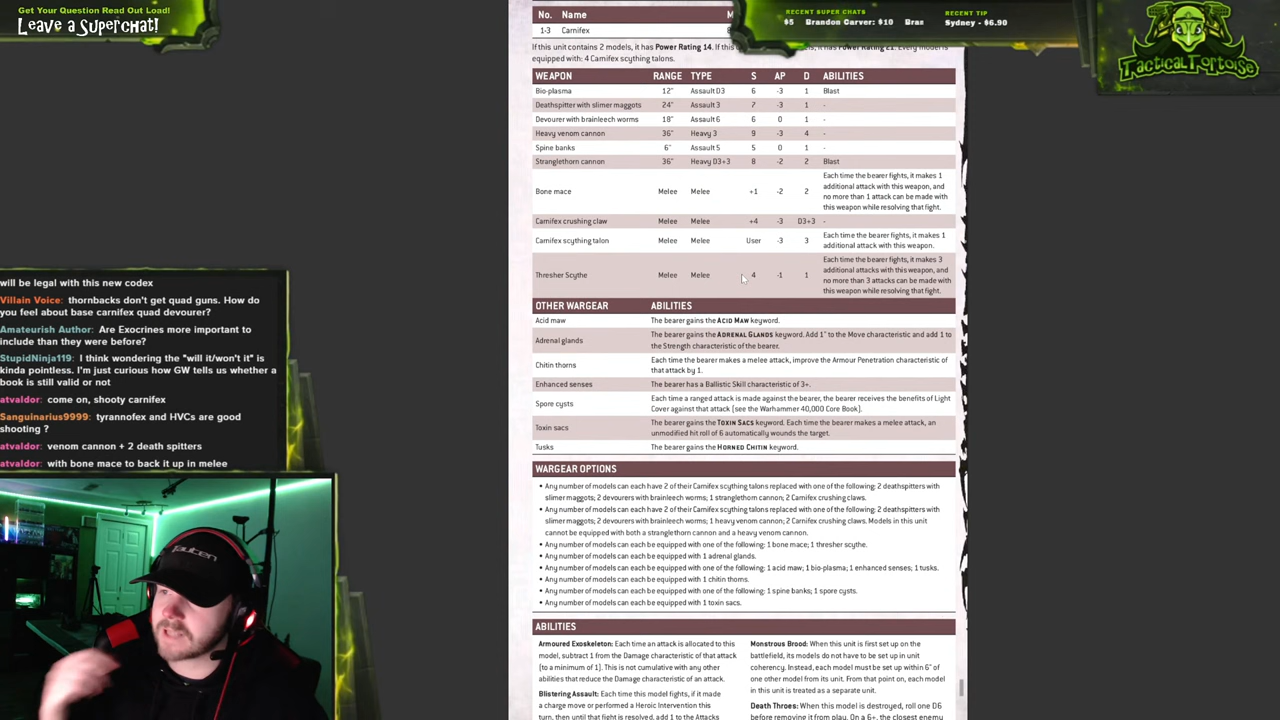 Get Your Question Read Out Load!
Leave a Superchat!
RECENT SUPER CHATS
$5 Brandon Carver: $10 Bras
RECENT TIP
Sydney - $6.90
TACTICAL TORTOISE
No. Name M
1-3 Carnifex 8
If this unit contains 2 models, it has Power Rating 14. If this it has Power Rating 21. Every model is
equipped with: 4 Carnifex scything talons.
WEAPON RANGE TYPE S AP D ABILITIES
Bio-plasma 12" Assault D3 6 -3 1 Blast
Deathspitter with slimer maggots 24" Assault 3 7 -3 1 -
Devourer with brainleech worms 18" Assault 6 6 0 1 -
Heavy venom cannon 36" Heavy 3 9 -3 4 -
Spine banks 6" Assault 5 5 0 1 -
Stranglethorn cannon 36" Heavy D3+3 8 -2 2 Blast
Bone mace Melee Melee +1 -2 2 Each time the bearer fights, it makes 1
additional attack with this weapon, and
no more than 1 attack can be made with
this weapon while resolving that fight.
Carnifex crushing claw Melee Melee +4 -3 D3+3 -
Carnifex scything talon Melee Melee User -3 3 Each time the bearer fights, it makes 1
additional attack with this weapon.
Thresher Scythe Melee Melee 4 -1 1 Each time the bearer fights, it makes 3
additional attacks with this weapon, and
no more than 3 attacks can be made with
this weapon while resolving that fight.
OTHER WARGEAR ABILITIES
Acid maw The bearer gains the ACID MAW keyword.
Adrenal glands The bearer gains the ADRENAL GLANDS keyword. Add 1" to the Move characteristic and add 1 to
the Strength characteristic of the bearer.
Chitin thorns Each time the bearer makes a melee attack, improve the Armour Penetration characteristic of
that attack by 1.
Enhanced senses The bearer has a Ballistic Skill characteristic of 3+.
Spore cysts Each time a ranged attack is made against the bearer, the bearer receives the benefits of Light
Cover against that attack (see the Warhammer 40,000 Core Book).
Toxin sacs The bearer gains the TOXIN SACS keyword. Each time the bearer makes a melee attack, an
unmodified hit roll of 6 automatically wounds the target.
Tusks The bearer gains the HORNED CHITIN keyword.
WARGEAR OPTIONS
• Any number of models can each have 2 of their Carnifex scything talons replaced with one of the following: 2 deathspitters with
slimer maggots; 2 devourers with brainleech worms; 1 stranglethorn cannon; 2 Carnifex crushing claws.
• Any number of models can each have 2 of their Carnifex scything talons replaced with one of the following: 2 deathspitters with
slimer maggots; 2 devourers with brainleech worms; 1 heavy venom cannon; 2 Carnifex crushing claws. Models in this unit
cannot be equipped with both a stranglethorn cannon and a heavy venom cannon.
• Any number of models can each be equipped with one of the following: 1 bone mace; 1 thresher scythe.
• Any number of models can each be equipped with 1 adrenal glands.
• Any number of models can each be equipped with one of the following: 1 acid maw; 1 bio-plasma; 1 enhanced senses; 1 tusks.
• Any number of models can each be equipped with 1 chitin thorns.
• Any number of models can each be equipped with one of the following: 1 spine banks; 1 spore cysts.
• Any number of models can each be equipped with 1 toxin sacs.
ABILITIES
Armoured Exoskeleton: Each time an attack is allocated to this
model, subtract 1 from the Damage characteristic of that attack
(to a minimum of 1). This is not cumulative with any other
abilities that reduce the Damage characteristic of an attack.
Blistering Assault: Each time this model fights, if it made
a charge move or performed a Heroic Intervention this
turn, then until that fight is resolved, add 1 to the Attacks
Monstrous Brood: When this unit is first set up on the
battlefield, its models do not have to be set up in unit
coherency. Instead, each model must be set up within 6" of
one other model from its unit. From that point on, each model
in this unit is treated as a separate unit.
Death Throes: When this model is destroyed, roll one D6
before removing it from play. On a 6+, the closest enemy
will be legal with this new codex
Villain Voice: thornbacks don't get quad guns. How do
you feel about base carnifex quad devourer?
Amateurish Author: Are Exocrines more important to
include than they were before?
StupidNinja119: I think wondering the "will it/won't it" is
kinda pointless. I'm just curious how GW tells us whether a
book is still valid or not
atvaldor: come on, shooty carnifex
Sanguinarius9999: tyrannofex and HVCs are good
shooting ?
atvaldor: venom cannon + 2 death spitters
atvaldor: with bone mace to back it up in melee